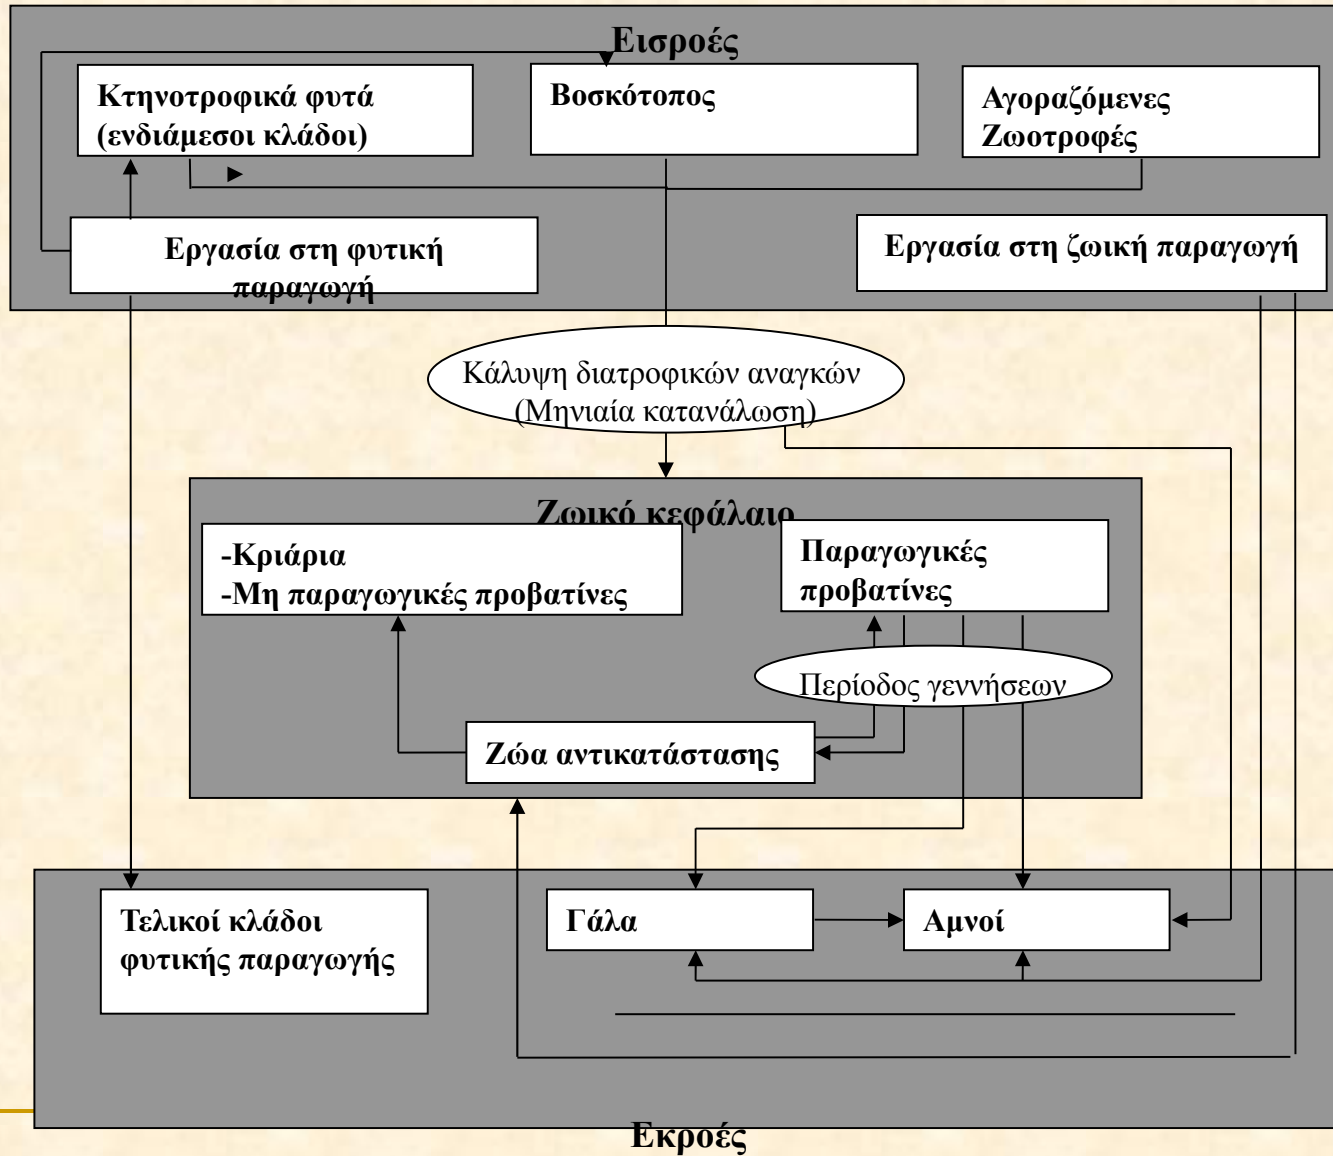 Εισροές
Κτηνοτροφικά φυτά
(ενδιάμεσοι κλάδοι)
Βοσκότοπος
Αγοραζόμενες
Ζωοτροφές
Εργασία στη φυτική
παραγωγή
Εργασία στη ζωική παραγωγή
Κάλυψη διατροφικών αναγκών
(Μηνιαία κατανάλωση)
Ζωικό κεφάλαιο
-Κριάρια
-Μη παραγωγικές προβατίνες
Παραγωγικές
προβατίνες
Περίοδος γεννήσεων
Ζώα αντικατάστασης
Τελικοί κλάδοι
φυτικής παραγωγής
Γάλα
Αμνοί
Εκροές